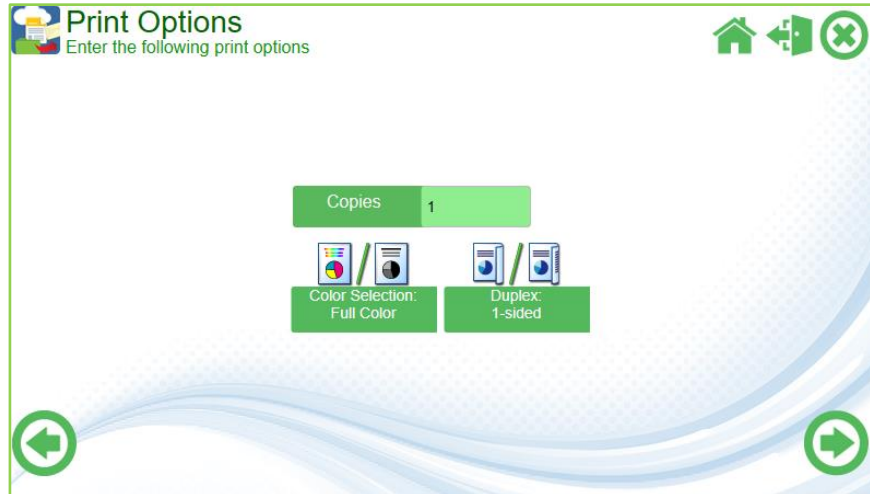 Print Options
Enter the following print options
Copies
1
Color Selection:
Full Color
Duplex:
1-sided